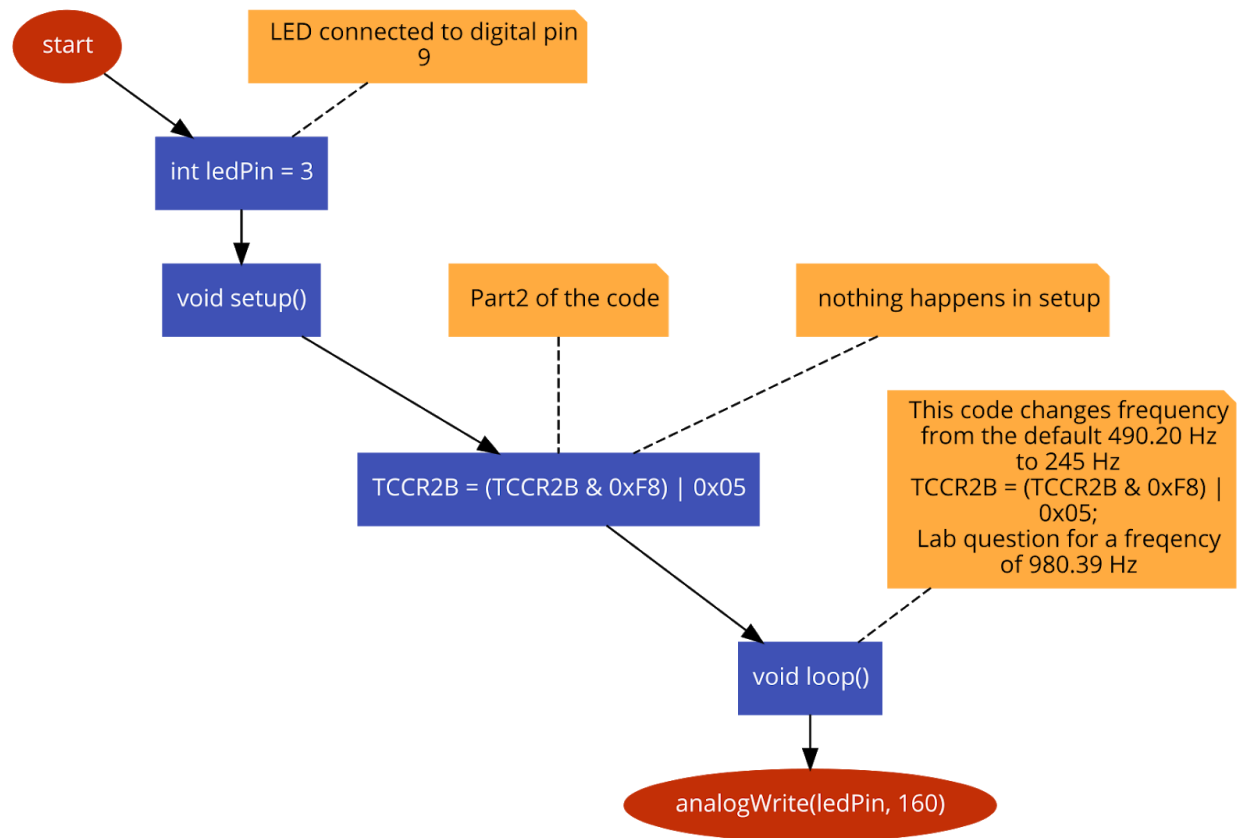 start
LED connected to digital pin
9
int ledPin = 3
void setup()
Part2 of the code
nothing happens in setup
This code changes frequency
from the default 490.20 Hz
to 245 Hz
TCCR2B = (TCCR2B & 0xF8) |
0x05;
Lab question for a freqency
of 980.39 Hz
TCCR2B = (TCCR2B & 0xF8) | 0x05
void loop()
analogWrite(ledPin, 160)